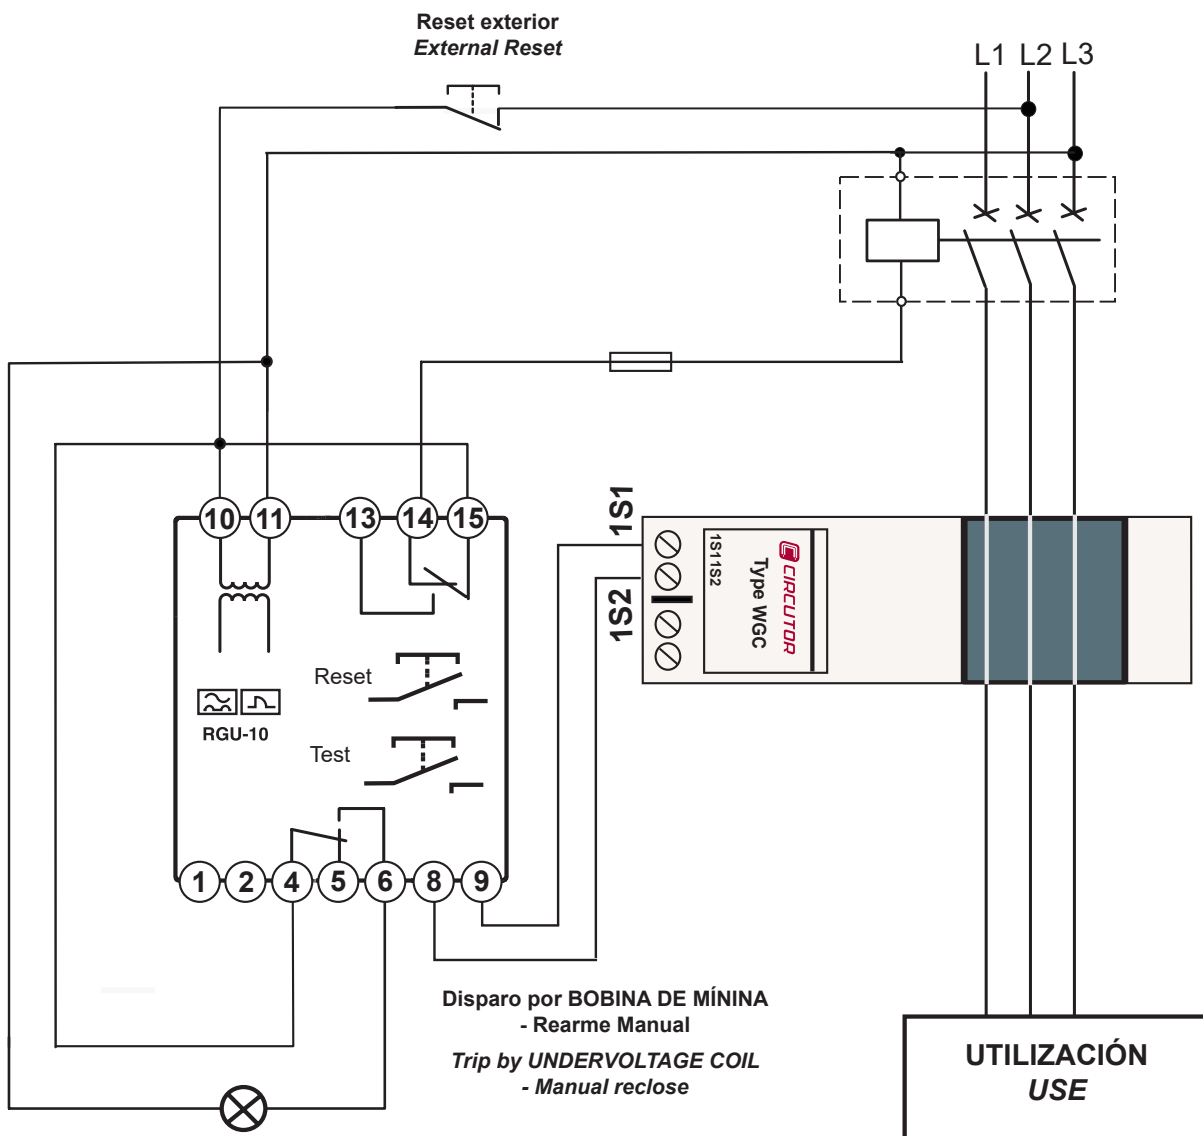 Reset exterior
External Reset
L1 L2 L3
10 11 13 14 15
1S1
1S2
1S11S2
Type WGC
CIRCUTOR
Reset
RGU-10
Test
1 2 4 5 6 8 9
Disparo por BOBINA DE MÍNINA
- Rearme Manual
Trip by UNDERVOLTAGE COIL
- Manual reclose
UTILIZACIÓN
USE